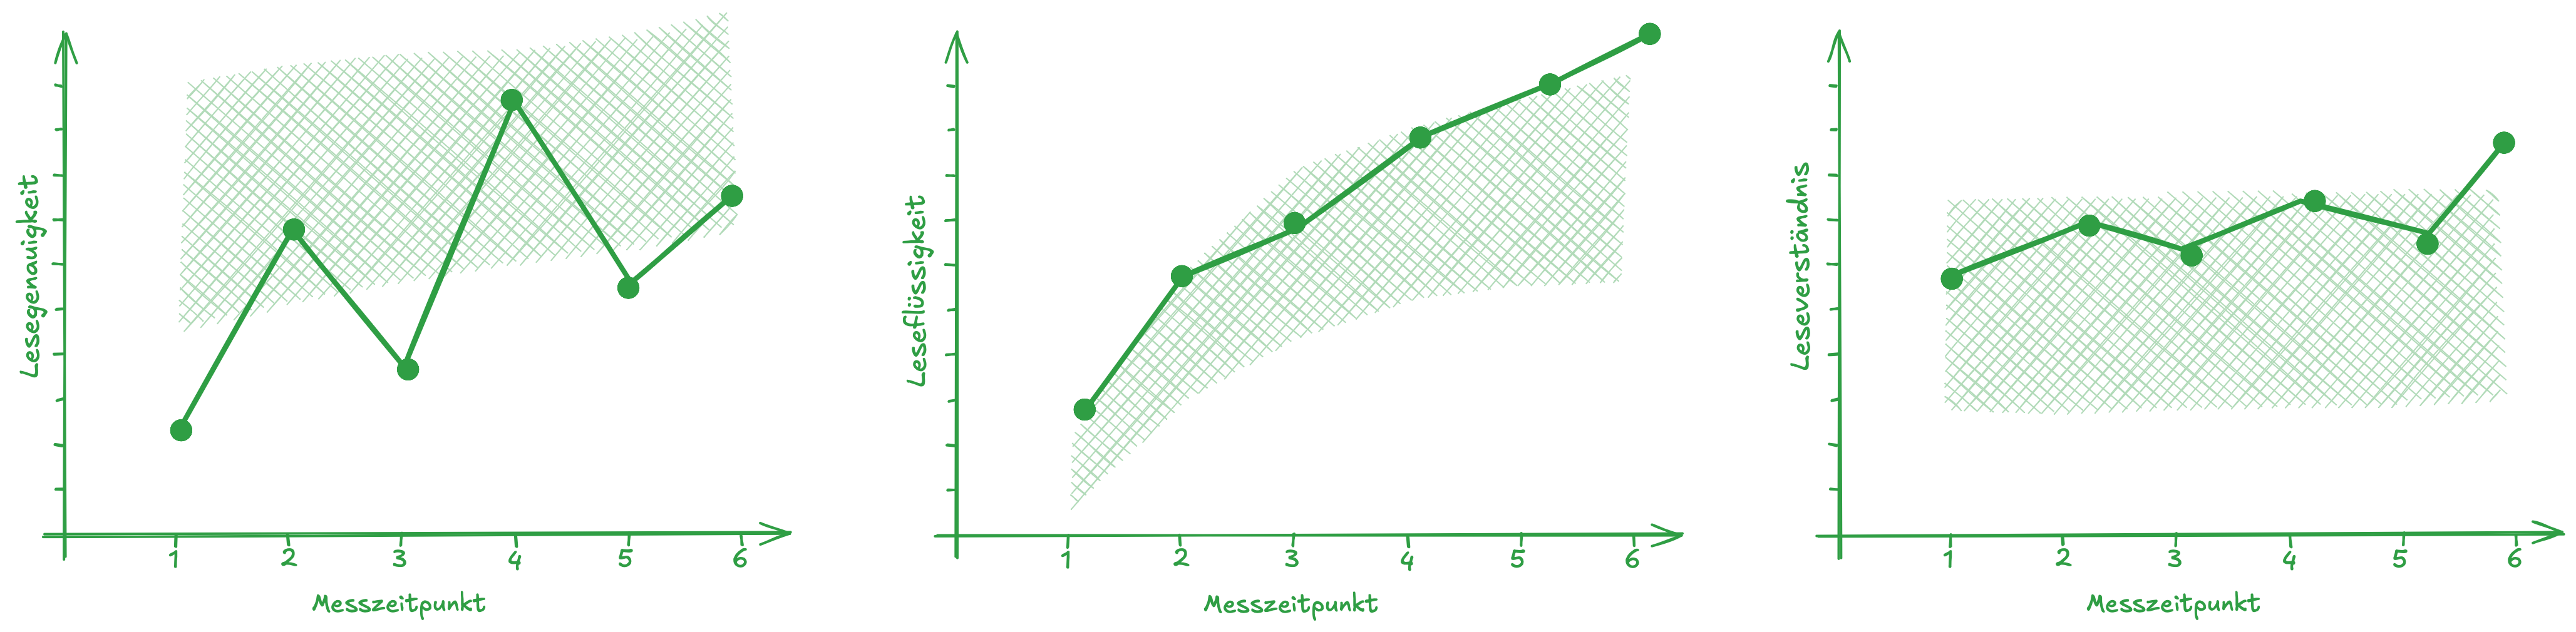 Lesegenauigkeit
1 2 3 4 5 6
Messzeitpunkt
Leseflüssigkeit
1 2 3 4 5 6
Messzeitpunkt
Leseverständnis
1 2 3 4 5 6
Messzeitpunkt